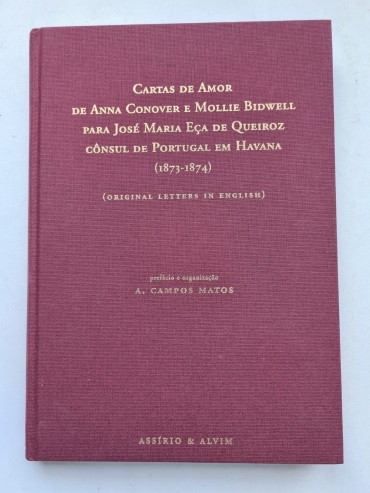 Cartas de Amor
de Anna Conover e Mollie Bidwell
para José Maria Eça de Queiroz
cônsul de Portugal em Havana
(1873-1874)
(original letters in english)
prefácio e organização
A. CAMPOS MATOS
ASSÍRIO & ALVIM